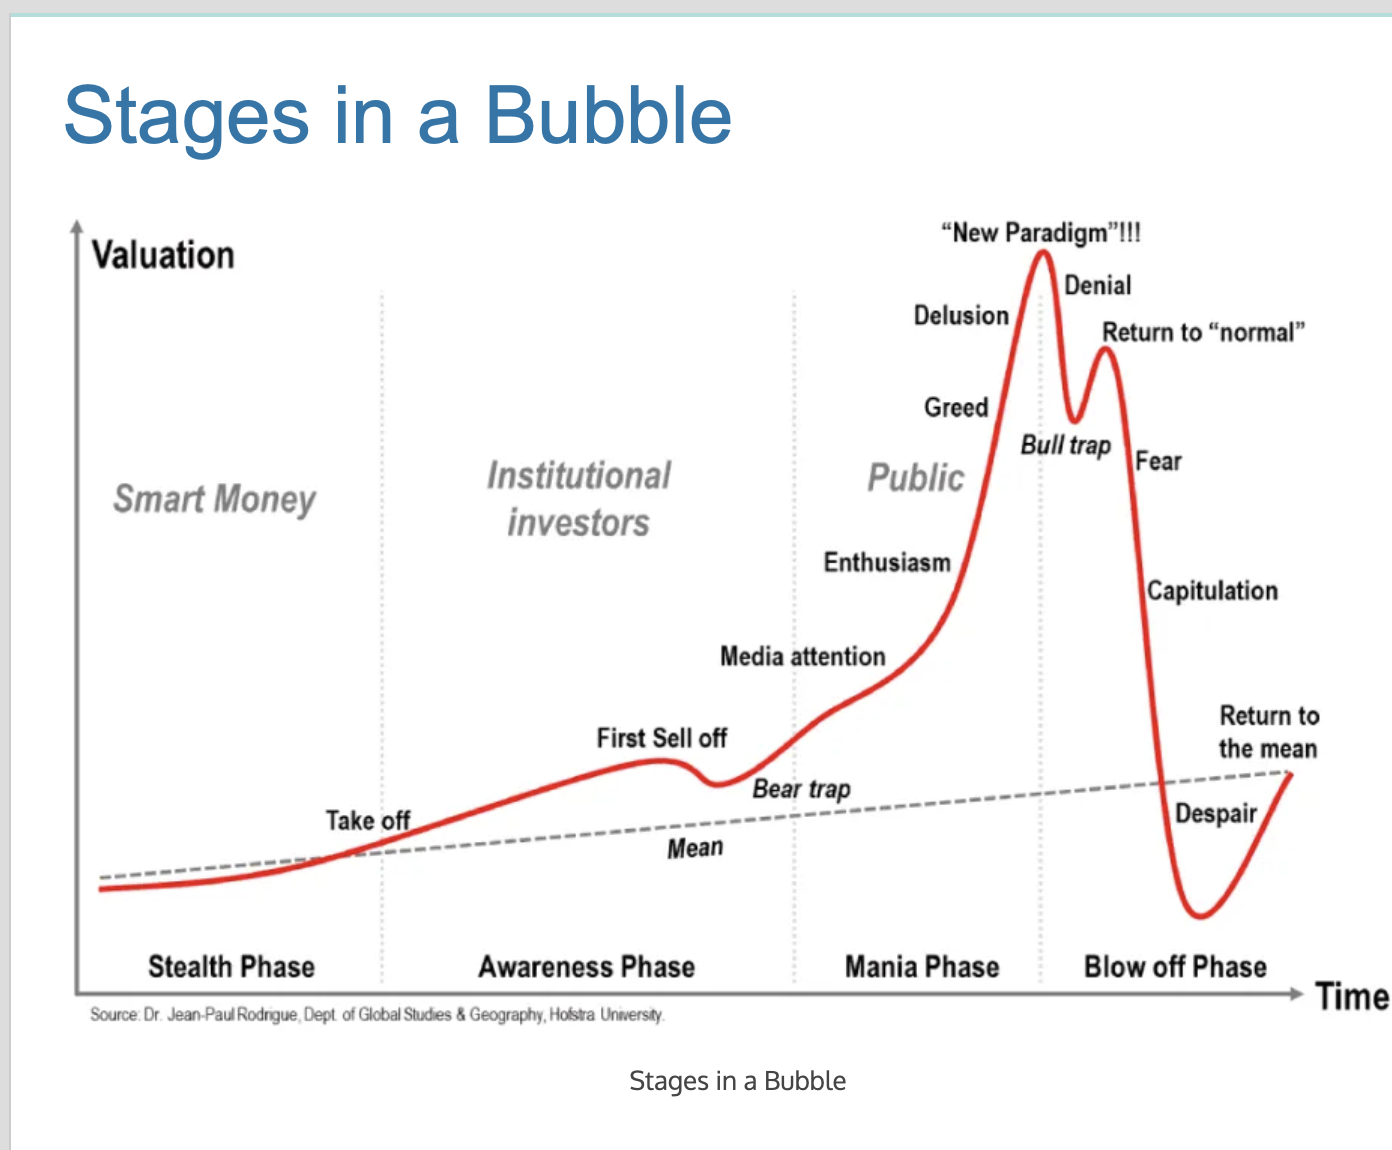 Stages in a Bubble
Valuation
“New Paradigm”!!!
Denial
Delusion
Return to “normal”
Greed
Bull trap
Fear
Smart Money
Institutional
investors
Public
Enthusiasm
Capitulation
Media attention
First Sell off
Bear trap
Return to
the mean
Take off
Mean
Despair
Stealth Phase
Awareness Phase
Mania Phase
Blow off Phase
Time
Source: Dr. Jean-Paul Rodrigue, Dept. of Global Studies & Geography, Hofstra University.
Stages in a Bubble